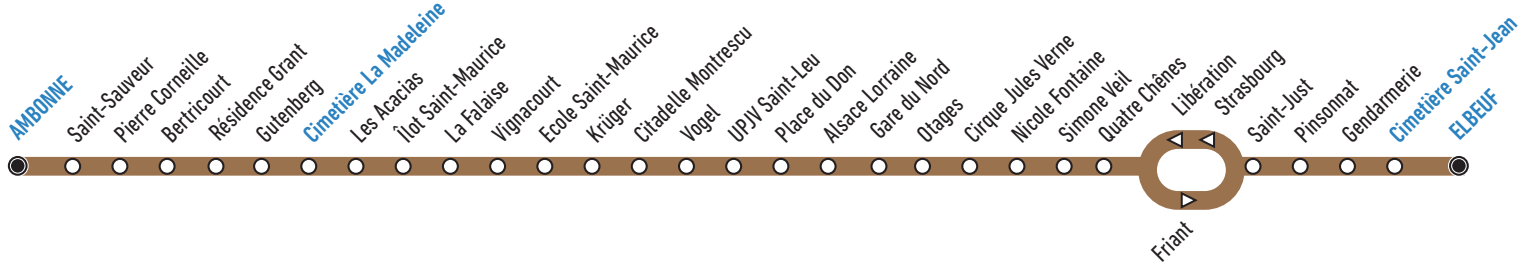 AMBONNE
Saint-Sauveur
Pierre Corneille
Bertricourt
Résidence Grant
Gutenberg
Cimetière La Madeleine
Les Acacias
Îlot Saint-Maurice
La Falaise
Vignacourt
Ecole Saint-Maurice
Krüger
Citadelle Montrescu
Vogel
UPJV Saint-Leu
Place du Don
Alsace Lorraine
Gare du Nord
Otages
Cirque Jules Verne
Nicole Fontaine
Simone Veil
Quatre Chênes
Libération
Strasbourg
Friant
Saint-Just
Pinsonnat
Gendarmerie
Cimetière Saint-Jean
ELBEUF